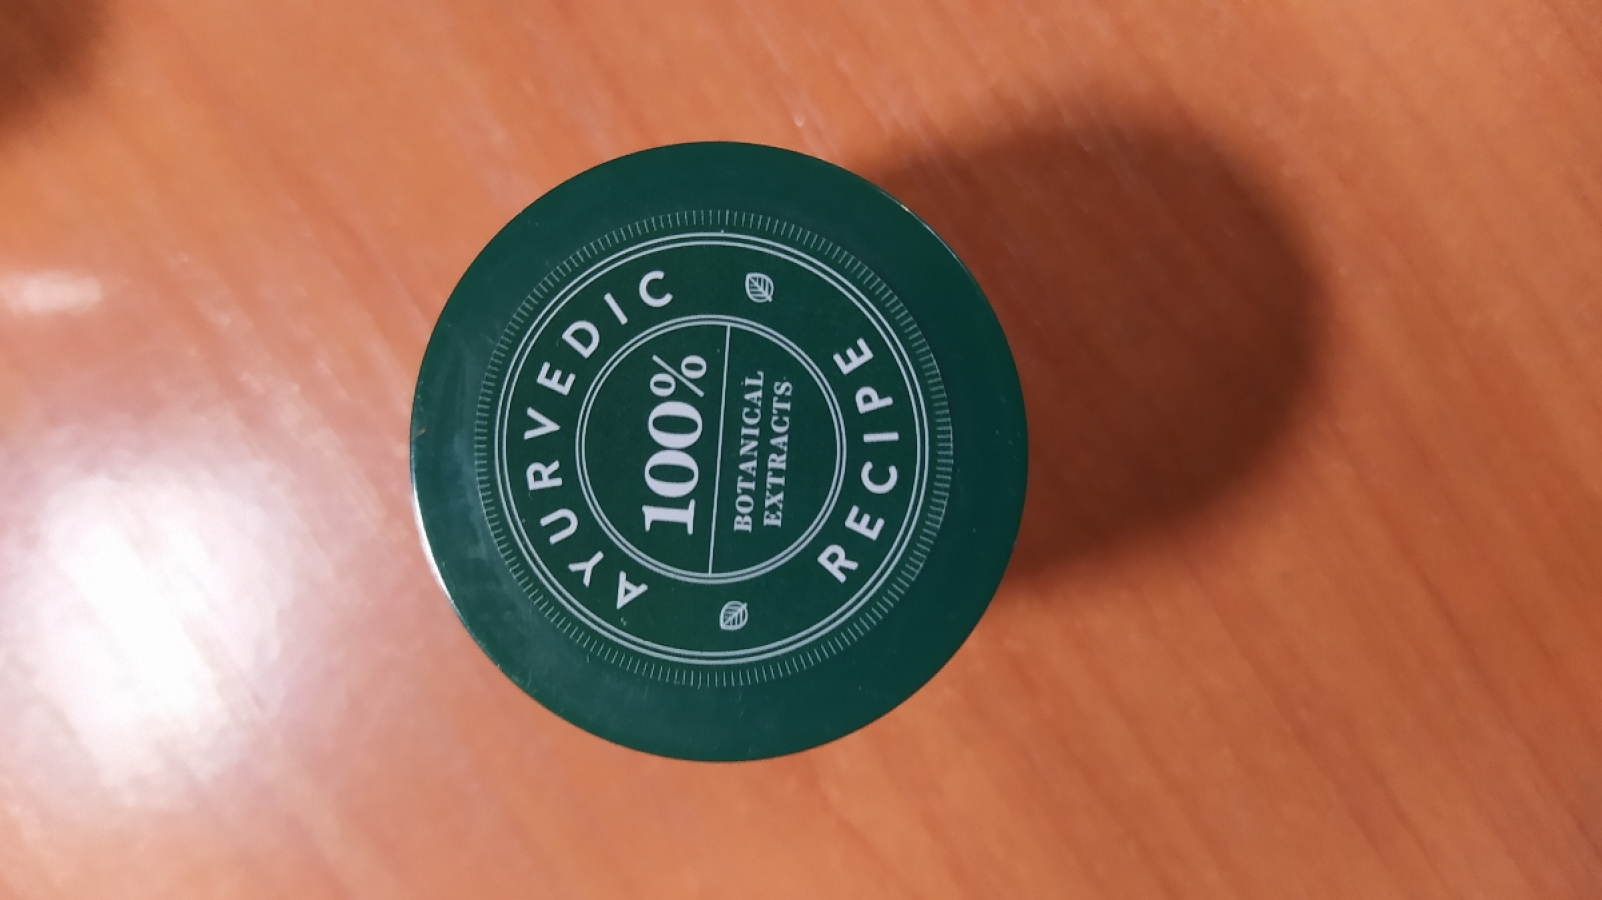 AYURVEDIC
100%
BOTANICAL
EXTRACTS
RECIPE